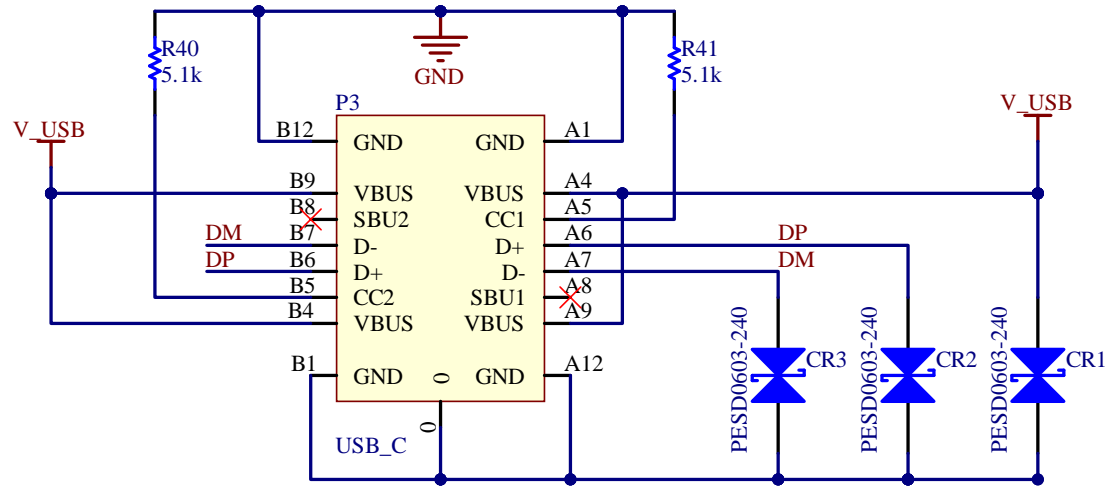 R40
5.1k
GND
R41
5.1k
P3
V_USB
V_USB
B12
GND
GND
A1
B9
VBUS
VBUS
A4
B8
SBU2
CC1
A5
DM
B7
D-
D+
A6
DP
DP
B6
D+
D-
A7
DM
B5
CC2
SBU1
A8
B4
VBUS
VBUS
A9
B1
GND
0
GND
A12
0
USB_C
PESD0603-240
CR3
PESD0603-240
CR2
PESD0603-240
CR1